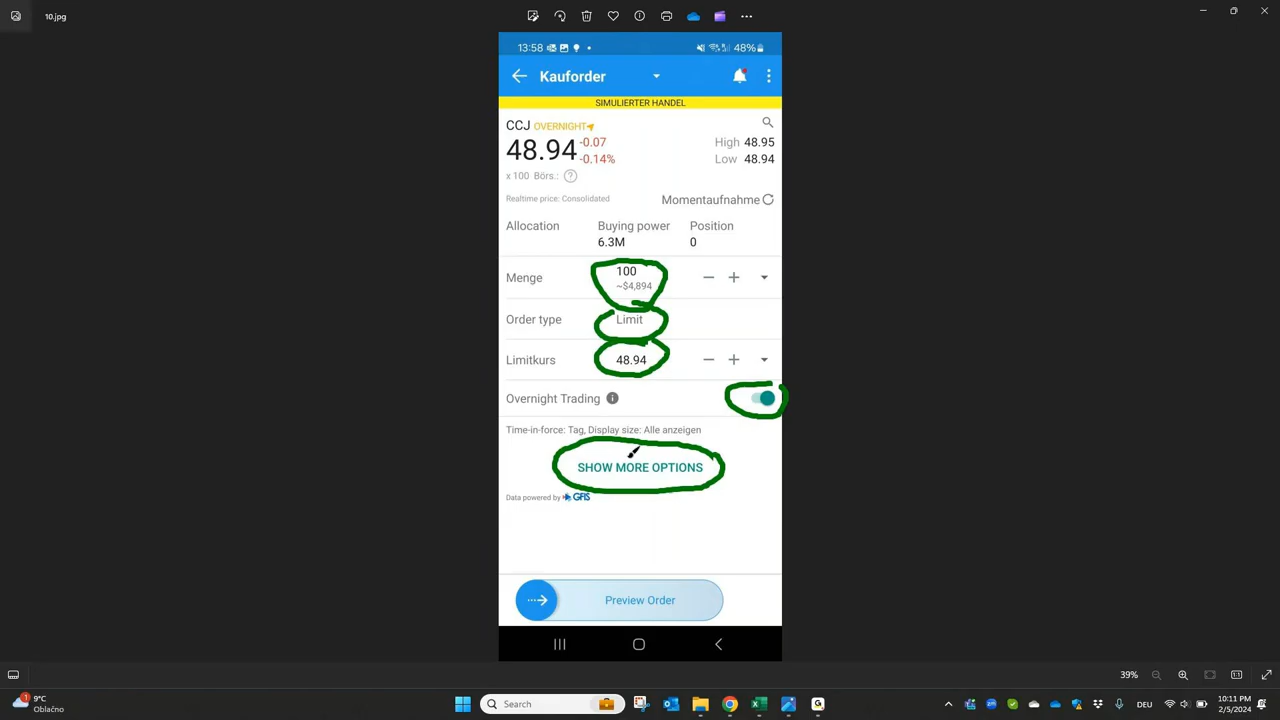 10.jpg
13:58 48%
Kauforder
SIMULIERTER HANDEL
CCJ OVERNIGHT
48.94 -0.07 -0.14%
High 48.95
Low 48.94
x 100 Börs.: ?
Realtime price: Consolidated
Momentaufnahme
Allocation Buying power Position
6.3M 0
Menge 100
~$4,894
Order type Limit
Limitkurs 48.94
Overnight Trading
Time-in-force: Tag, Display size: Alle anzeigen
SHOW MORE OPTIONS
Data powered by GFIS
Preview Order
39%
1 9°C
Oblačno
Search
DEU
10:11 PM
2/5/2024